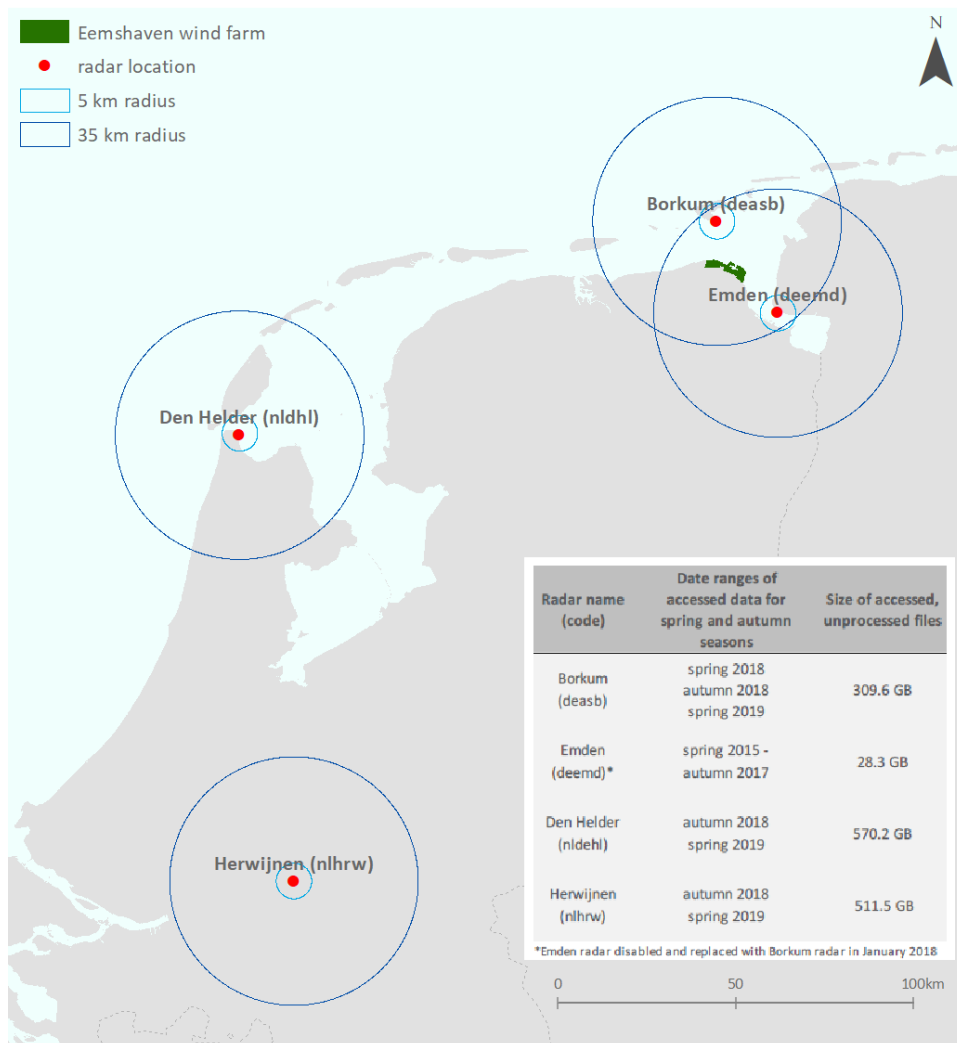 Eemshaven wind farm
radar location
5 km radius
35 km radius
N
Borkum (deasb)
Emden (deemd)
Den Helder (nldhl)
Herwijnen (nlhrw)
Radar name
(code)
Date ranges of
accessed data for
spring and autumn
seasons
Size of accessed,
unprocessed files
Borkum
(deasb)
spring 2018
autumn 2018
spring 2019
309.6 GB
Emden
(deemd)*
spring 2015 -
autumn 2017
28.3 GB
Den Helder
(nldehl)
autumn 2018
spring 2019
570.2 GB
Herwijnen
(nlhrw)
autumn 2018
spring 2019
511.5 GB
*Emden radar disabled and replaced with Borkum radar in January 2018
0 50 100km